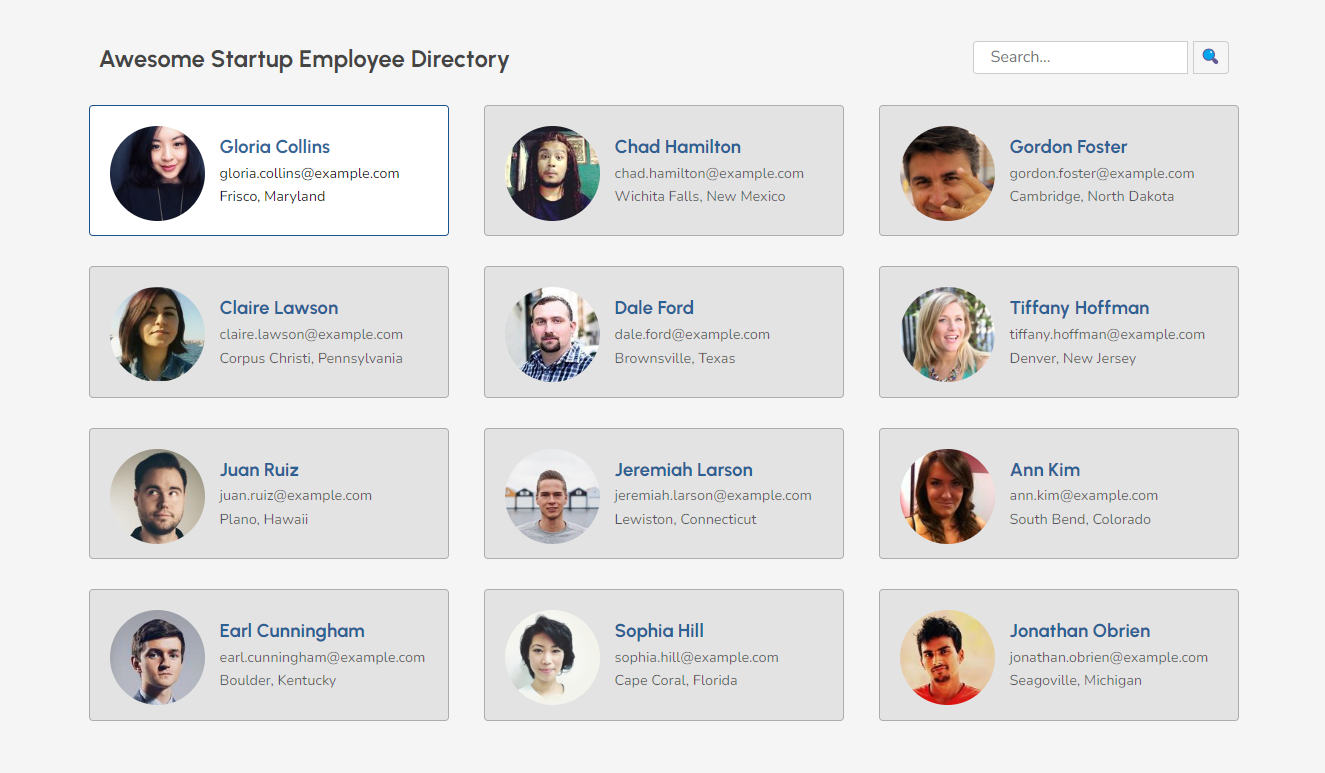 Awesome Startup Employee Directory
Search...
Gloria Collins
gloria.collins@example.com
Frisco, Maryland
Chad Hamilton
chad.hamilton@example.com
Wichita Falls, New Mexico
Gordon Foster
gordon.foster@example.com
Cambridge, North Dakota
Claire Lawson
claire.lawson@example.com
Corpus Christi, Pennsylvania
Dale Ford
dale.ford@example.com
Brownsville, Texas
Tiffany Hoffman
tiffany.hoffman@example.com
Denver, New Jersey
Juan Ruiz
juan.ruiz@example.com
Plano, Hawaii
Jeremiah Larson
jeremiah.larson@example.com
Lewiston, Connecticut
Ann Kim
ann.kim@example.com
South Bend, Colorado
Earl Cunningham
earl.cunningham@example.com
Boulder, Kentucky
Sophia Hill
sophia.hill@example.com
Cape Coral, Florida
Jonathan Obrien
jonathan.obrien@example.com
Seagoville, Michigan